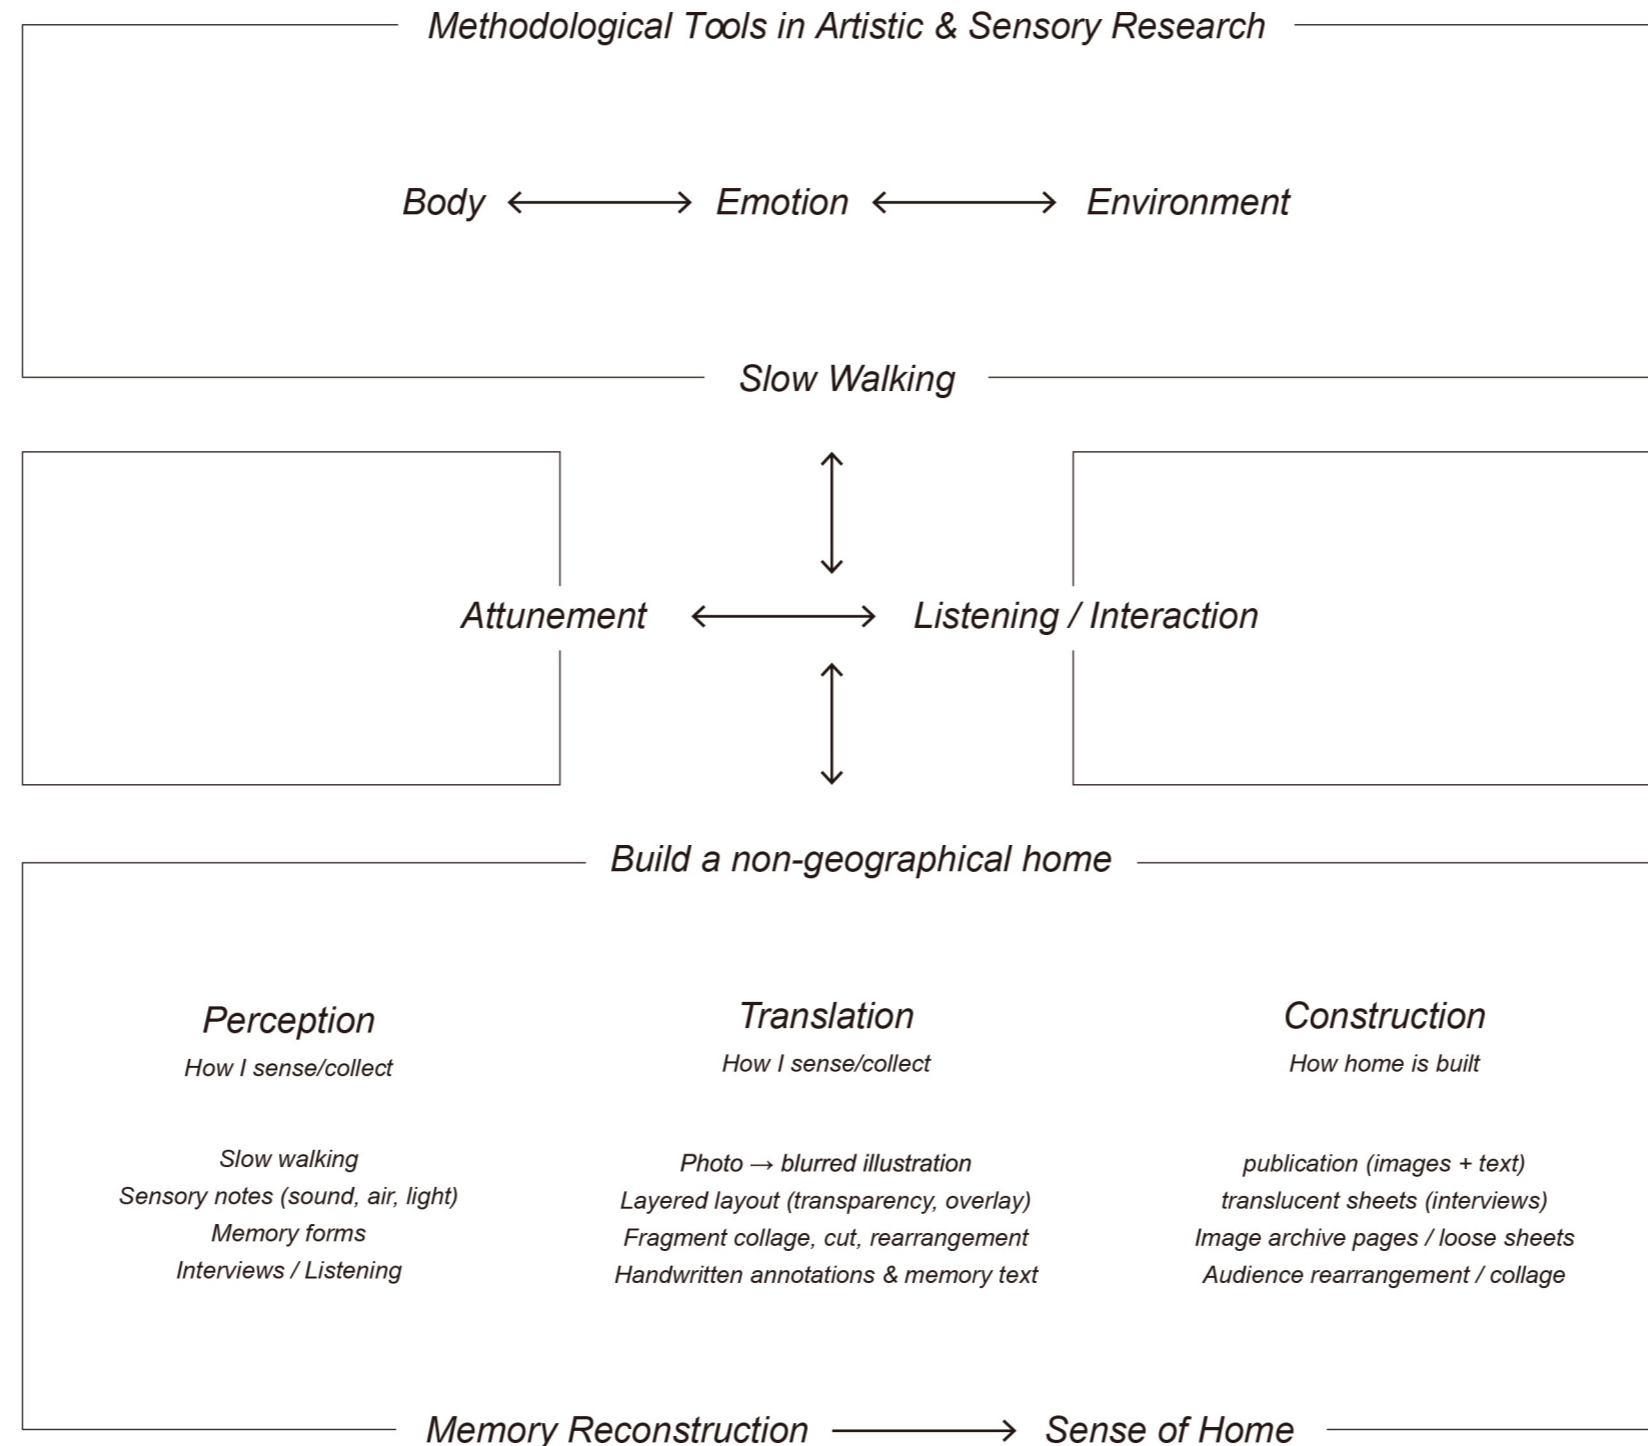 Methodological Tools in Artistic & Sensory Research
Body ↔ Emotion ↔ Environment
Slow Walking
Attunement ↔ Listening / Interaction
Build a non-geographical home
Perception
How I sense/collect
Slow walking
Sensory notes (sound, air, light)
Memory forms
Interviews / Listening
Translation
How I sense/collect
Photo → blurred illustration
Layered layout (transparency, overlay)
Fragment collage, cut, rearrangement
Handwritten annotations & memory text
Construction
How home is built
publication (images + text)
translucent sheets (interviews)
Image archive pages / loose sheets
Audience rearrangement / collage
Memory Reconstruction → Sense of Home